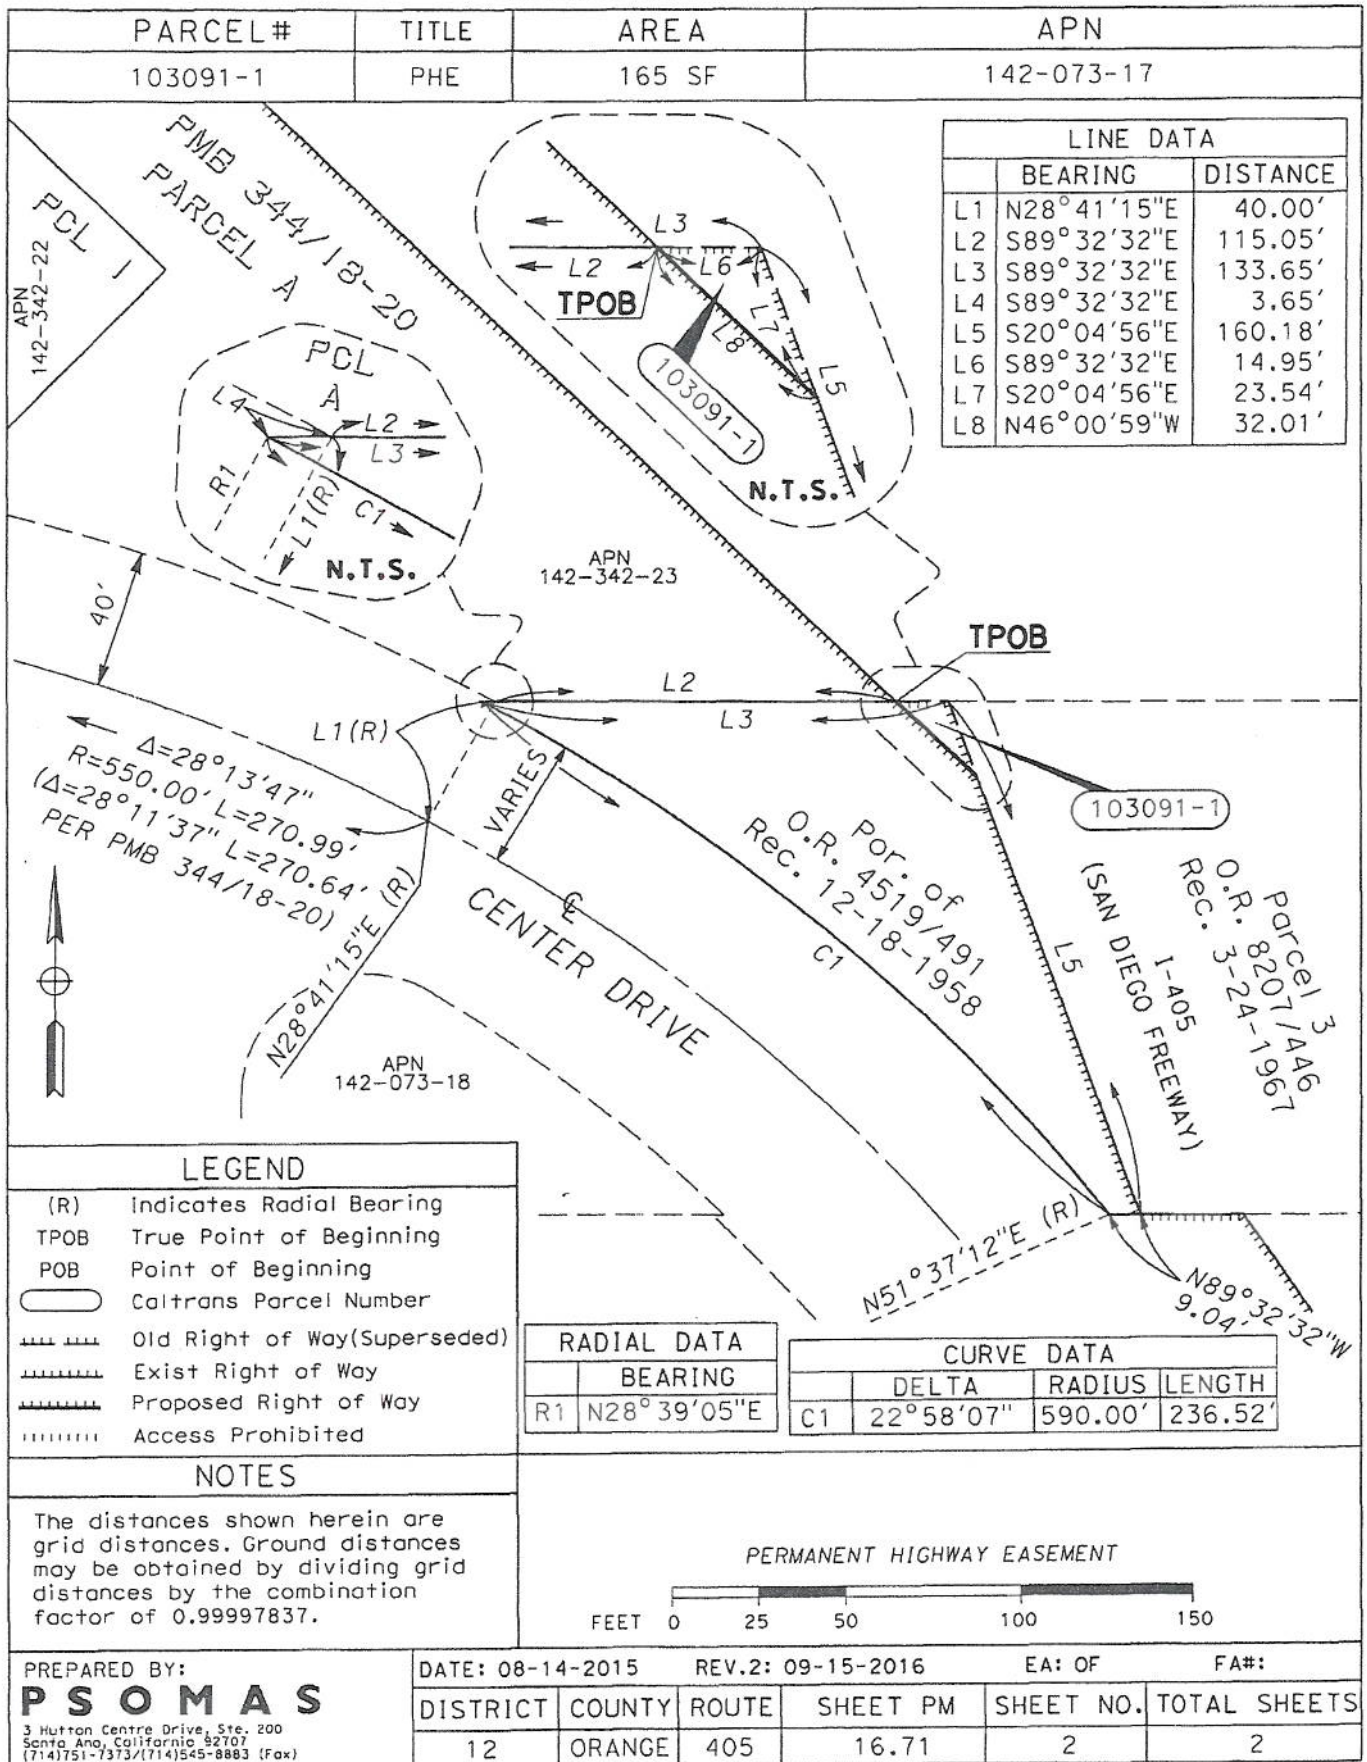 PARCEL# TITLE AREA APN
103091-1 PHE 165 SF 142-073-17
LINE DATA
BEARING DISTANCE
L1 N28°41'15"E 40.00'
L2 S89°32'32"E 115.05'
L3 S89°32'32"E 133.65'
L4 S89°32'32"E 3.65'
L5 S20°04'56"E 160.18'
L6 S89°32'32"E 14.95'
L7 S20°04'56"E 23.54'
L8 N46°00'59"W 32.01'
PMB 344/18-20
PARCEL A
PCL 1
APN
142-342-22
L3
L2
L6
TPOB
L7
L8
L5
103091-1
N.T.S.
PCL
A
L4
L2
L3
R1
L1(R)
C1
N.T.S.
APN
142-342-23
40'
TPOB
L2
L3
L1(R)
VARIES
103091-1
Δ=28°13'47"
R=550.00' L=270.99'
(Δ=28°11'37" L=270.64'
PER PMB 344/18-20)
N28°41'15"E (R)
℄
CENTER DRIVE
Por. of
O.R. 4519/491
Rec. 12-18-1958
C1
L5
I-405
(SAN DIEGO FREEWAY)
Parcel 3
O.R. 8207/446
Rec. 3-24-1967
APN
142-073-18
N51°37'12"E (R)
N89°32'32"W
9.04'
LEGEND
(R) Indicates Radial Bearing
TPOB True Point of Beginning
POB Point of Beginning
Caltrans Parcel Number
Old Right of Way(Superseded)
Exist Right of Way
Proposed Right of Way
Access Prohibited
RADIAL DATA
BEARING
R1 N28°39'05"E
CURVE DATA
DELTA RADIUS LENGTH
C1 22°58'07" 590.00' 236.52'
NOTES
The distances shown herein are
grid distances. Ground distances
may be obtained by dividing grid
distances by the combination
factor of 0.99997837.
PERMANENT HIGHWAY EASEMENT
FEET 0 25 50 100 150
PREPARED BY:
PSOMAS
3 Hutton Centre Drive, Ste. 200
Santa Ana, California 92707
(714)751-7373/(714)545-8883 (Fax)
DATE: 08-14-2015 REV.2: 09-15-2016 EA: OF FA#:
DISTRICT COUNTY ROUTE SHEET PM SHEET NO. TOTAL SHEETS
12 ORANGE 405 16.71 2 2